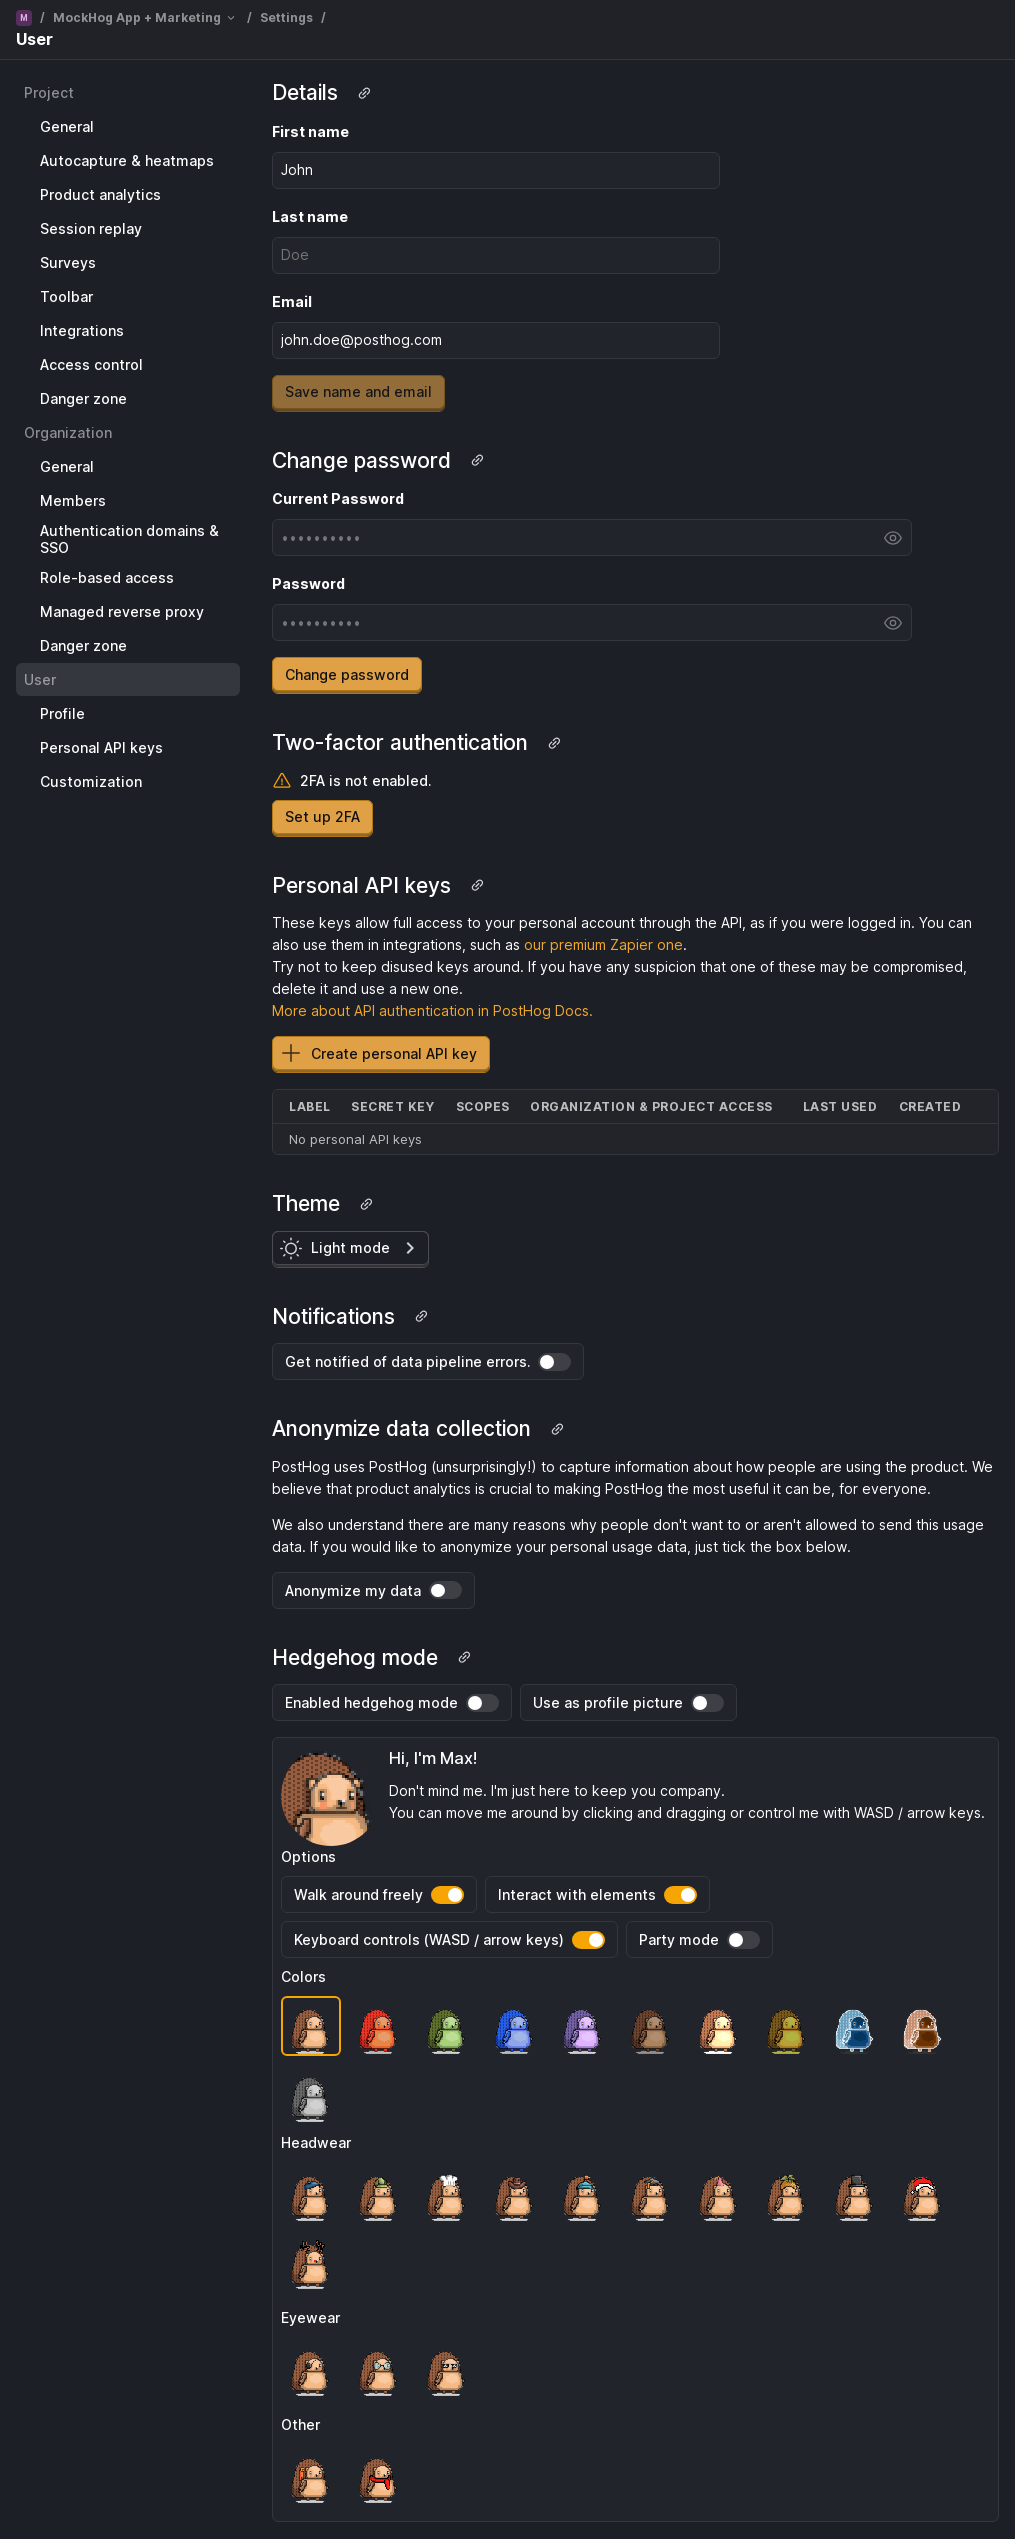 M / MockHog App + Marketing / Settings /
User
Project
General
Autocapture & heatmaps
Product analytics
Session replay
Surveys
Toolbar
Integrations
Access control
Danger zone
Organization
General
Members
Authentication domains &
SSO
Role-based access
Managed reverse proxy
Danger zone
User
Profile
Personal API keys
Customization
Details
First name
John
Last name
Doe
Email
john.doe@posthog.com
Save name and email
Change password
Current Password
••••••••••
Password
••••••••••
Change password
Two-factor authentication
2FA is not enabled.
Set up 2FA
Personal API keys
These keys allow full access to your personal account through the API, as if you were logged in. You can
also use them in integrations, such as our premium Zapier one.
Try not to keep disused keys around. If you have any suspicion that one of these may be compromised,
delete it and use a new one.
More about API authentication in PostHog Docs.
Create personal API key
LABEL SECRET KEY SCOPES ORGANIZATION & PROJECT ACCESS LAST USED CREATED
No personal API keys
Theme
Light mode
Notifications
Get notified of data pipeline errors.
Anonymize data collection
PostHog uses PostHog (unsurprisingly!) to capture information about how people are using the product. We
believe that product analytics is crucial to making PostHog the most useful it can be, for everyone.
We also understand there are many reasons why people don't want to or aren't allowed to send this usage
data. If you would like to anonymize your personal usage data, just tick the box below.
Anonymize my data
Hedgehog mode
Enabled hedgehog mode Use as profile picture
Hi, I'm Max!
Don't mind me. I'm just here to keep you company.
You can move me around by clicking and dragging or control me with WASD / arrow keys.
Options
Walk around freely Interact with elements
Keyboard controls (WASD / arrow keys) Party mode
Colors
Headwear
Eyewear
Other